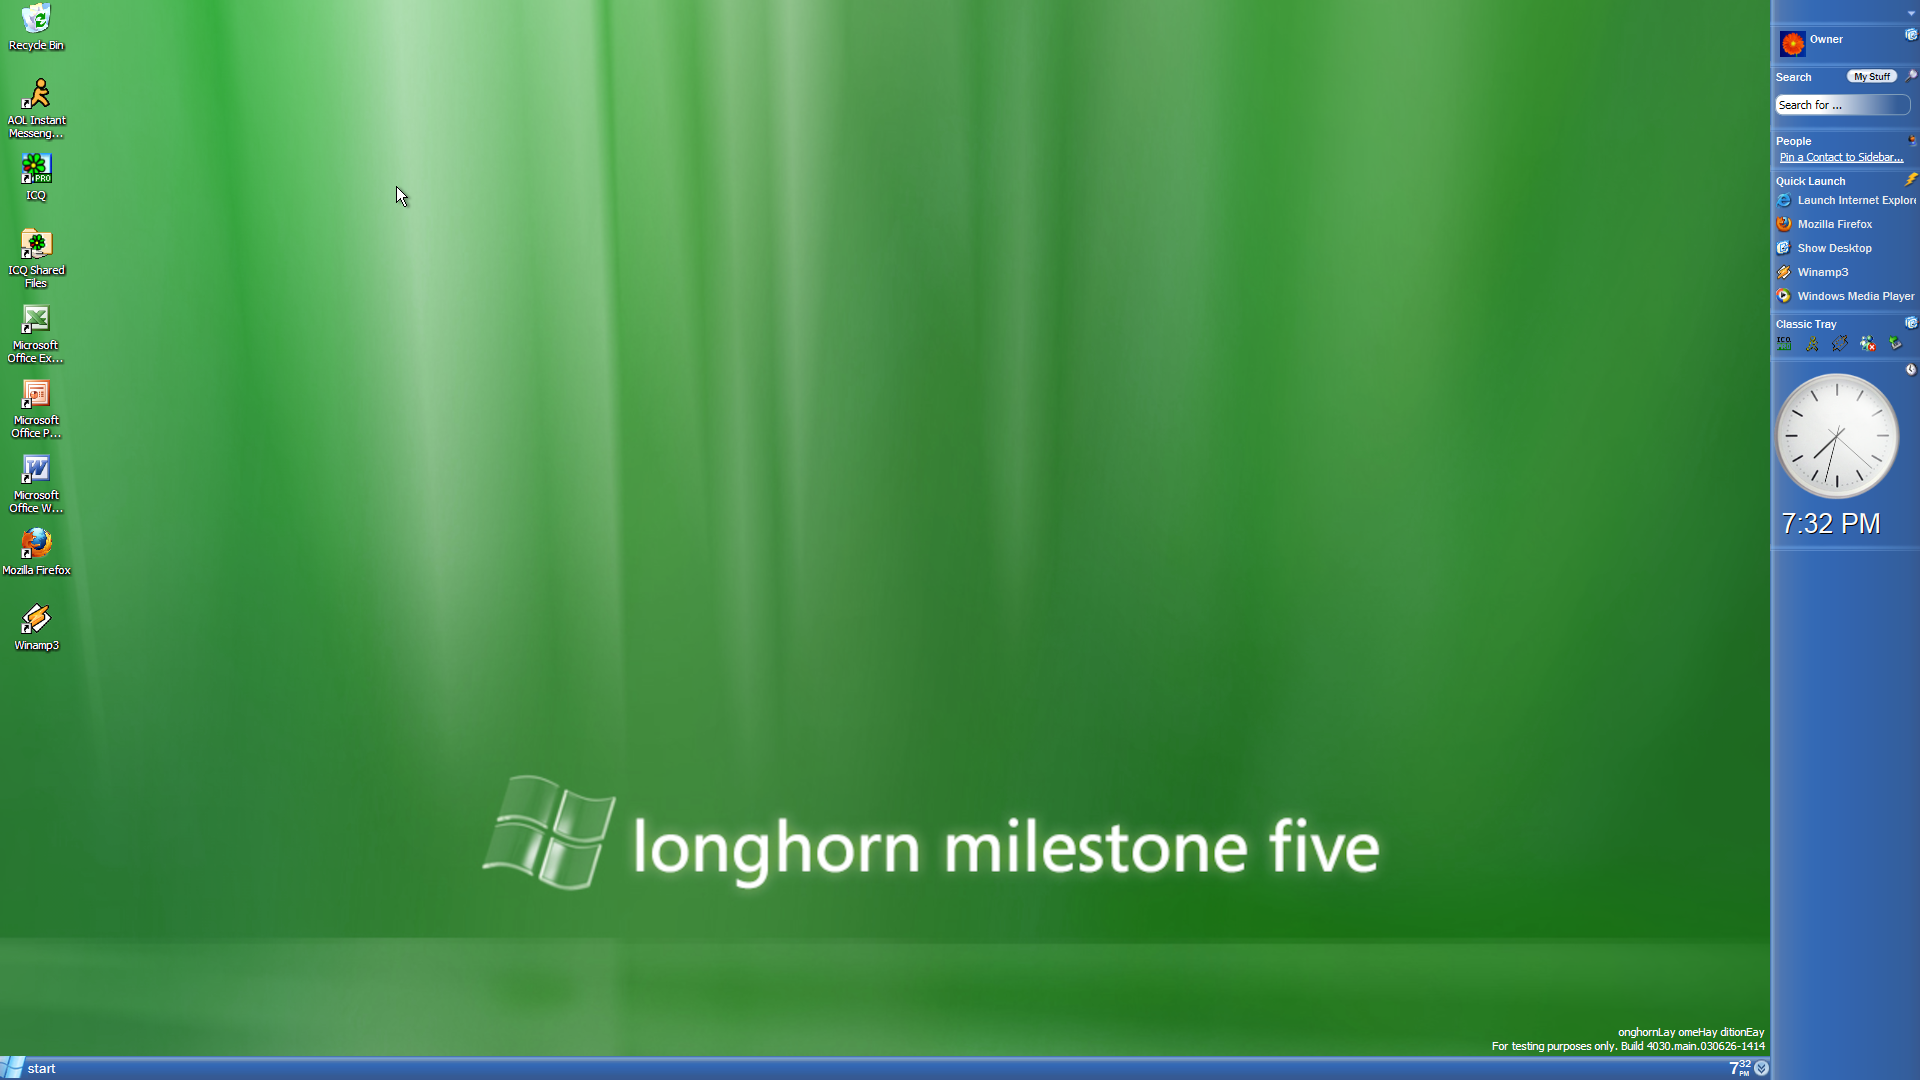 Recycle Bin
AOL Instant
Messeng...
ICQ
ICQ Shared
Files
Microsoft
Office Ex...
Microsoft
Office P...
Microsoft
Office W...
Mozilla Firefox
Winamp3
longhorn milestone five
onghornLay omeHay ditionEay
For testing purposes only. Build 4030.main.030626-1414
start
7 32 PM
Owner
Search
My Stuff
Search for ...
People
Pin a Contact to Sidebar...
Quick Launch
Launch Internet Explore
Mozilla Firefox
Show Desktop
Winamp3
Windows Media Player
Classic Tray
7:32 PM